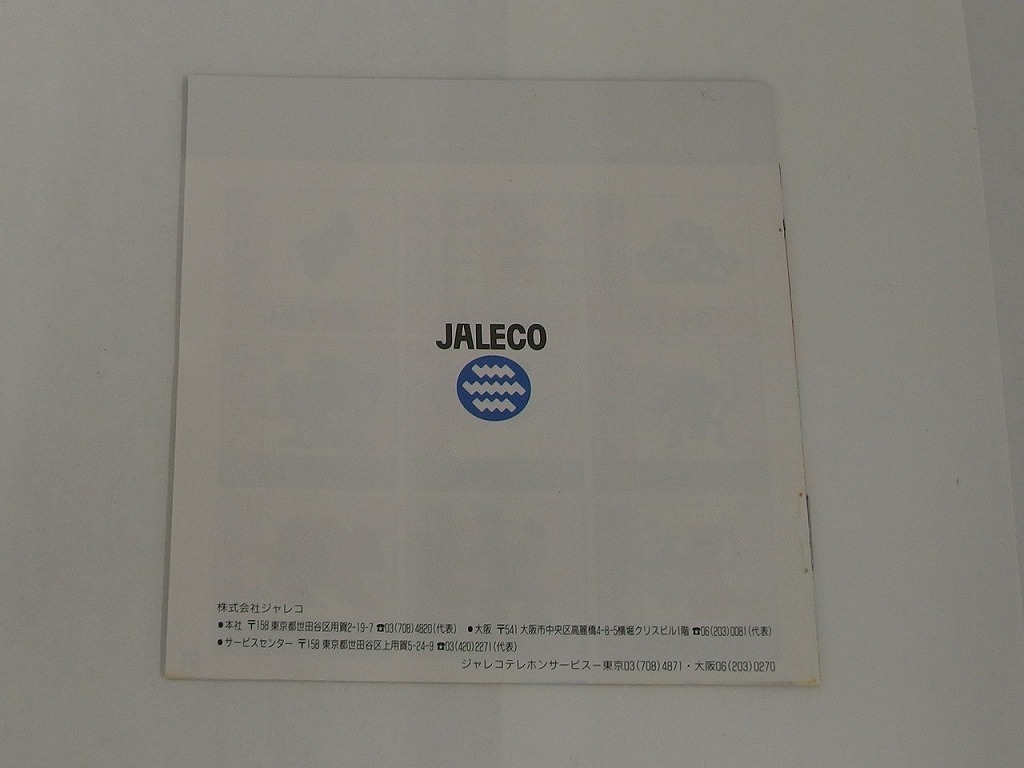 JALECO
株式会社ジャレコ
●本社 〒158 東京都世田谷区用賀2-19-7 ☎03(708)4820(代表) ●大阪 〒541 大阪市中央区高麗橋4-8-5横堀クリスビル1階 ☎06(203)0081(代表)
●サービスセンター 〒158 東京都世田谷区上用賀5-24-9 ☎03(420)2271(代表)
ジャレコテレホンサービスー東京03(708)4871・大阪06(203)0270